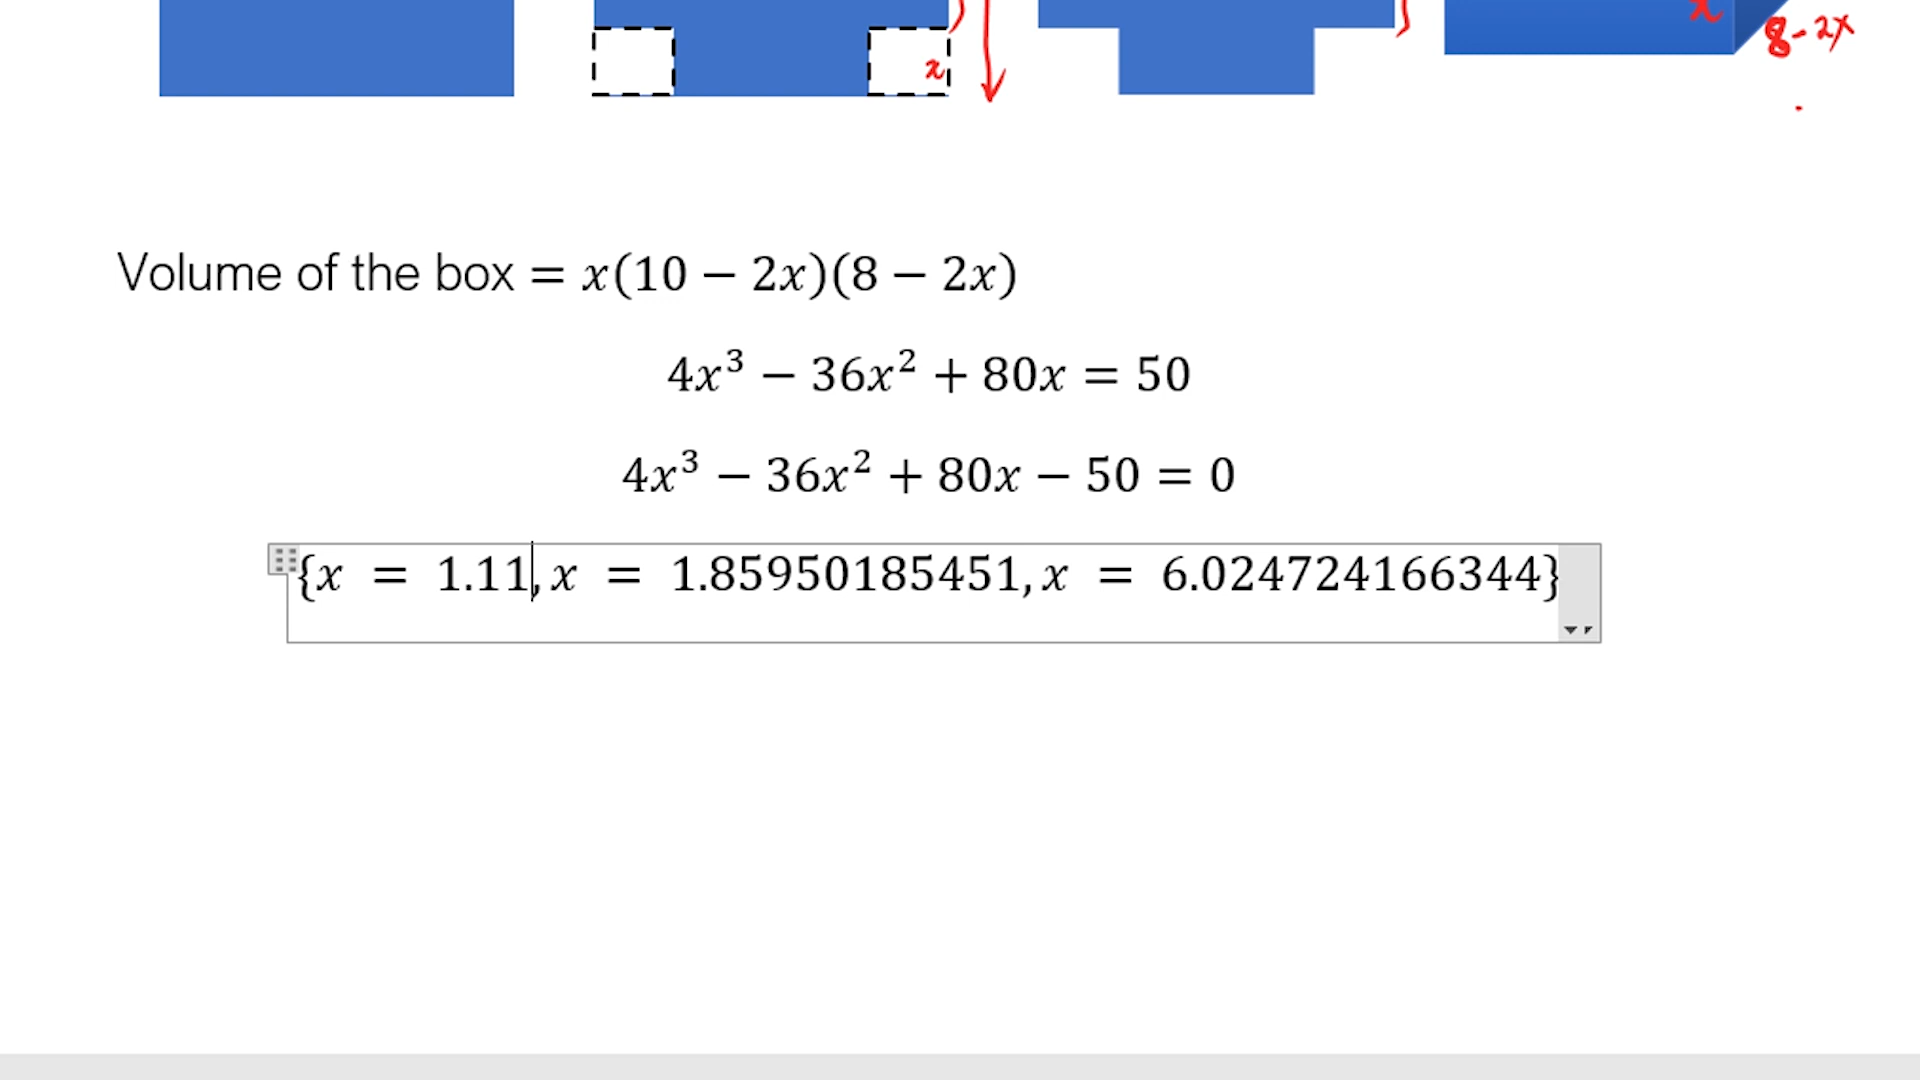 x
8-2x
x
Volume of the box = x(10 − 2x)(8 − 2x)
4x³ − 36x² + 80x = 50
4x³ − 36x² + 80x − 50 = 0
{x = 1.11, x = 1.85950185451, x = 6.024724166344}